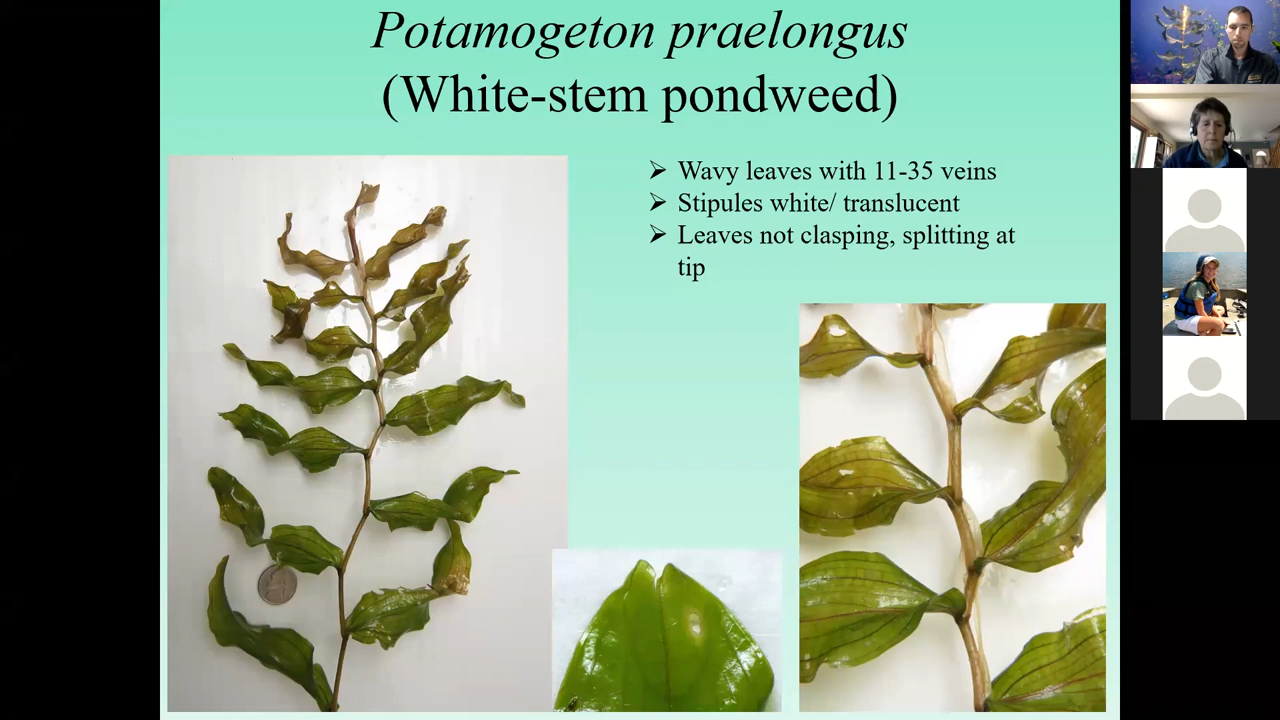 Potamogeton praelongus
(White-stem pondweed)
➢ Wavy leaves with 11-35 veins
➢ Stipules white/ translucent
➢ Leaves not clasping, splitting at
tip